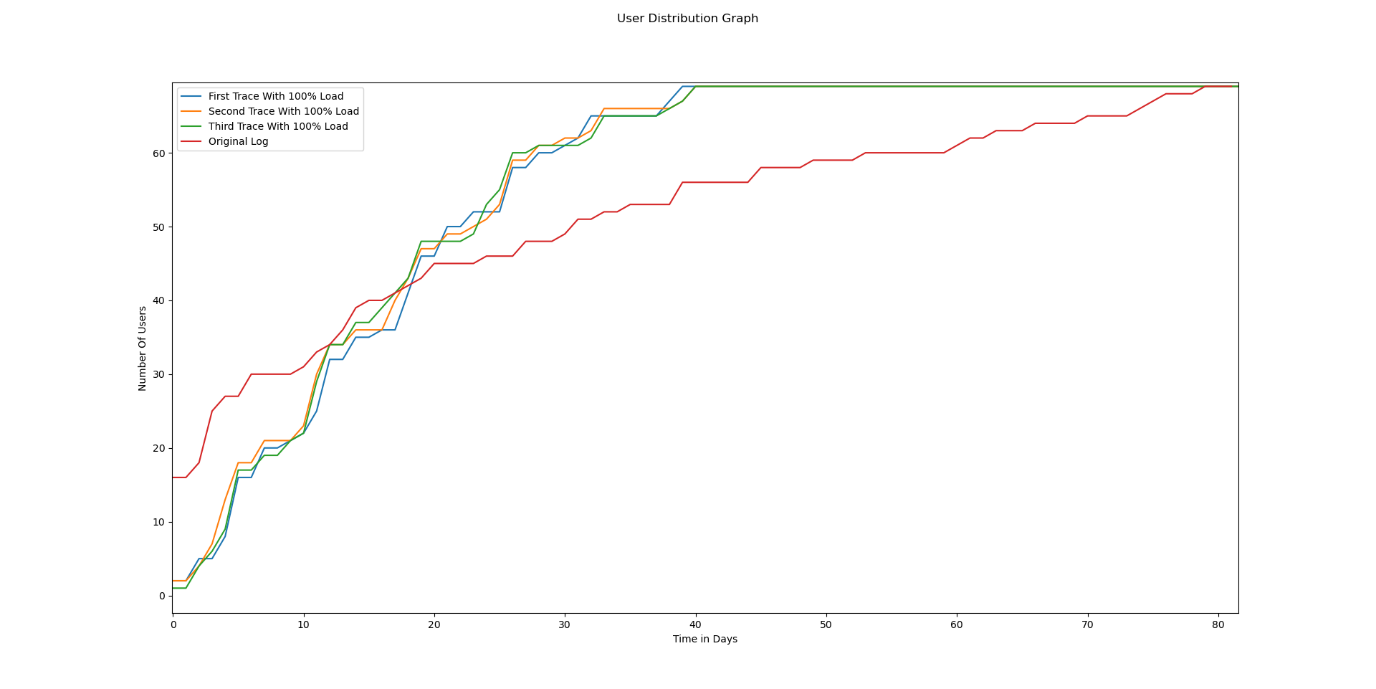 User Distribution Graph
First Trace With 100% Load
Second Trace With 100% Load
Third Trace With 100% Load
Original Log
60
50
40
30
20
10
0
Number Of Users
0 10 20 30 40 50 60 70 80
Time in Days